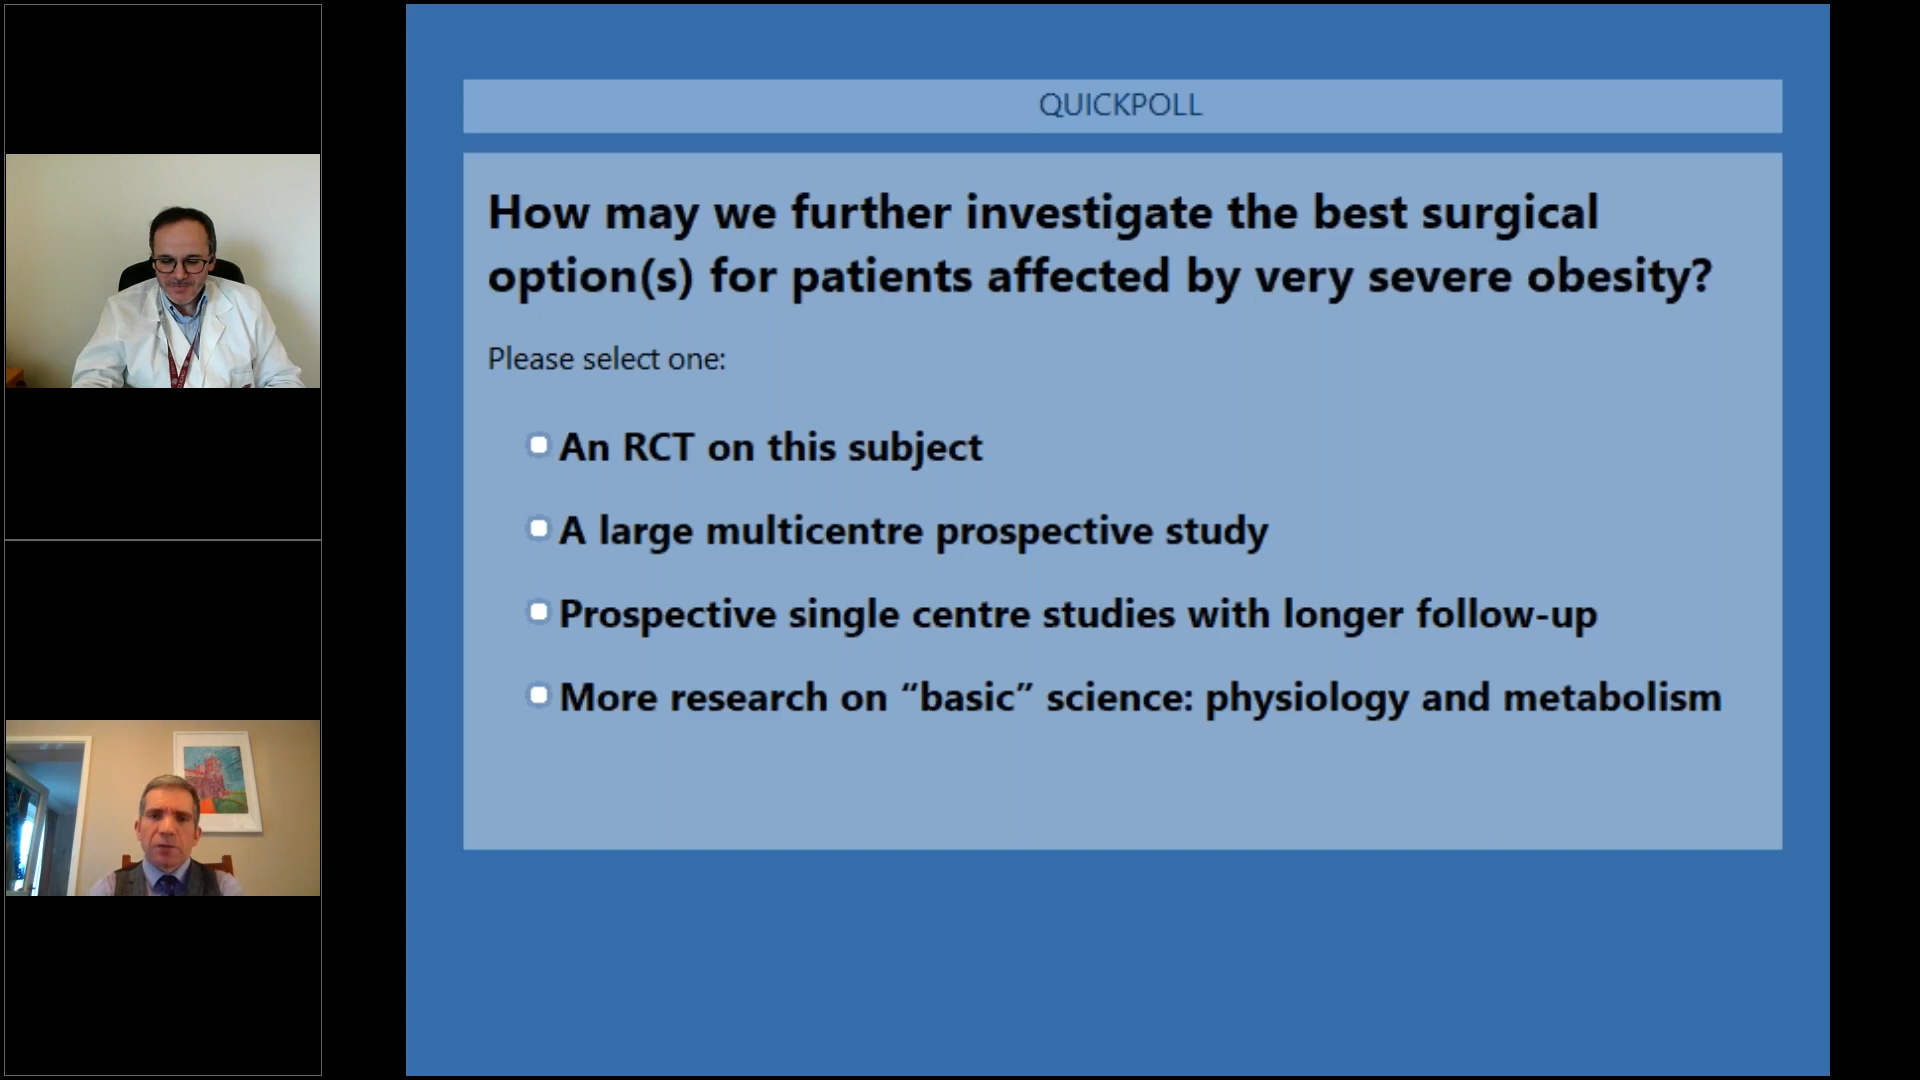 QUICKPOLL
How may we further investigate the best surgical
option(s) for patients affected by very severe obesity?
Please select one:
An RCT on this subject
A large multicentre prospective study
Prospective single centre studies with longer follow-up
More research on “basic” science: physiology and metabolism